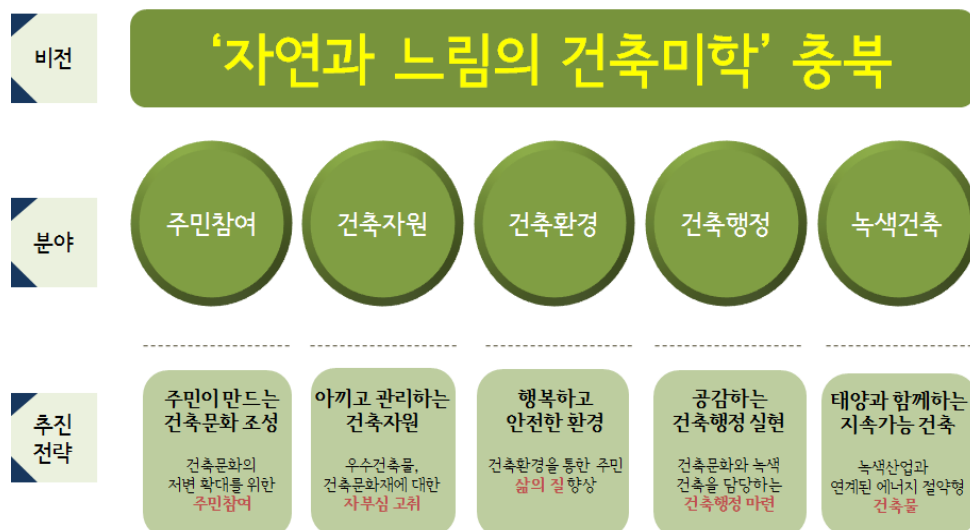 비전
‘자연과 느림의 건축미학’ 충북
분야
주민참여
건축자원
건축환경
건축행정
녹색건축
추진
전략
주민이 만드는
건축문화 조성
건축문화의
저변 확대를 위한
주민참여
아끼고 관리하는
건축자원
우수건축물,
건축문화재에 대한
자부심 고취
행복하고
안전한 환경
건축환경을 통한 주민
삶의 질 향상
공감하는
건축행정 실현
건축문화와 녹색
건축을 담당하는
건축행정 마련
태양과 함께하는
지속가능 건축
녹색산업과
연계된 에너지 절약형
건축물